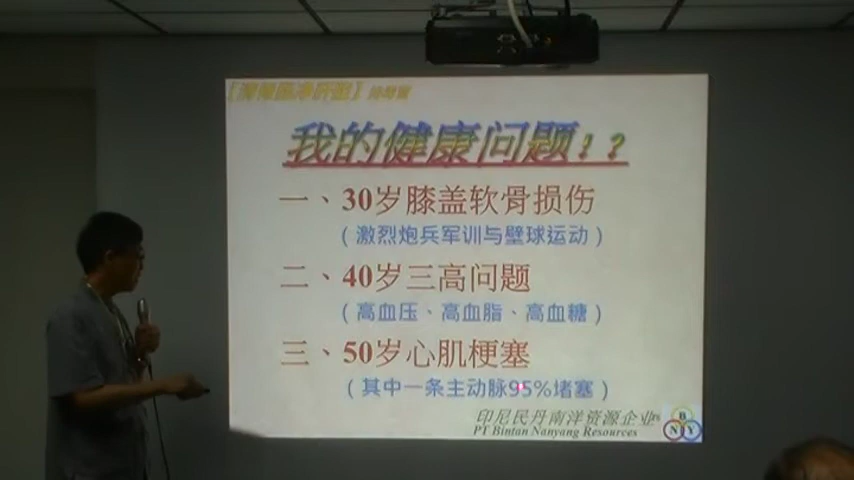 我的健康问题！？
一、30岁膝盖软骨损伤
（激烈炮兵军训与壁球运动）
二、40岁三高问题
（高血压、高血脂、高血糖）
三、50岁心肌梗塞
（其中一条主动脉95%堵塞）
印尼民丹南洋资源企业
PT Bintan Nanyang Resources
B
N Y